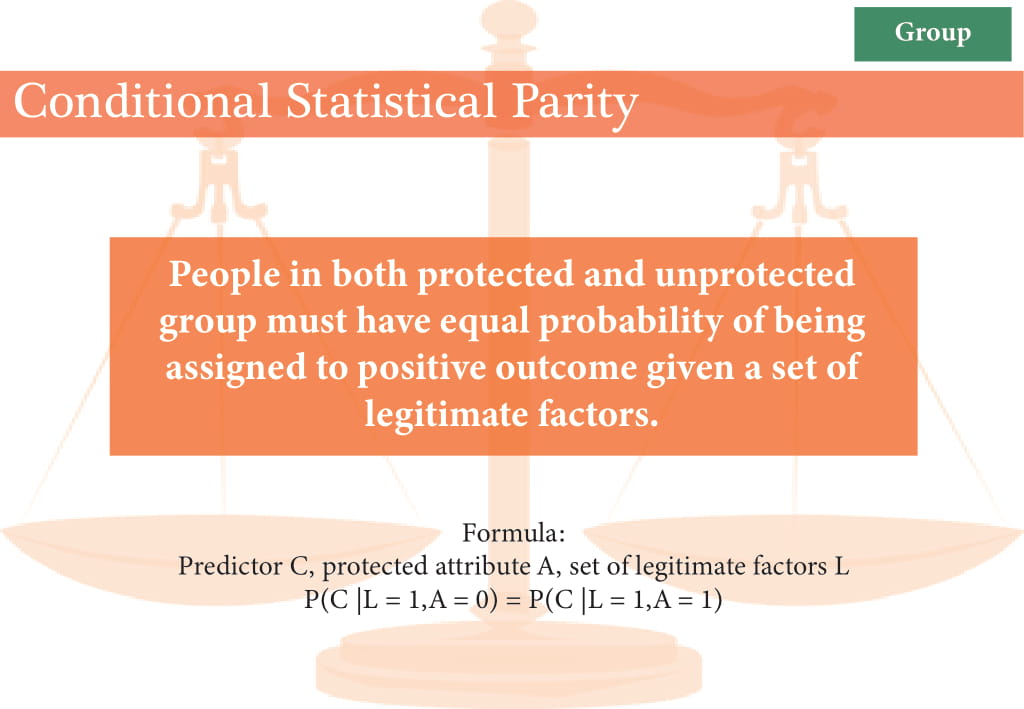 Group
Conditional Statistical Parity
People in both protected and unprotected
group must have equal probability of being
assigned to positive outcome given a set of
legitimate factors.
Formula:
Predictor C, protected attribute A, set of legitimate factors L
P(C |L = 1,A = 0) = P(C |L = 1,A = 1)